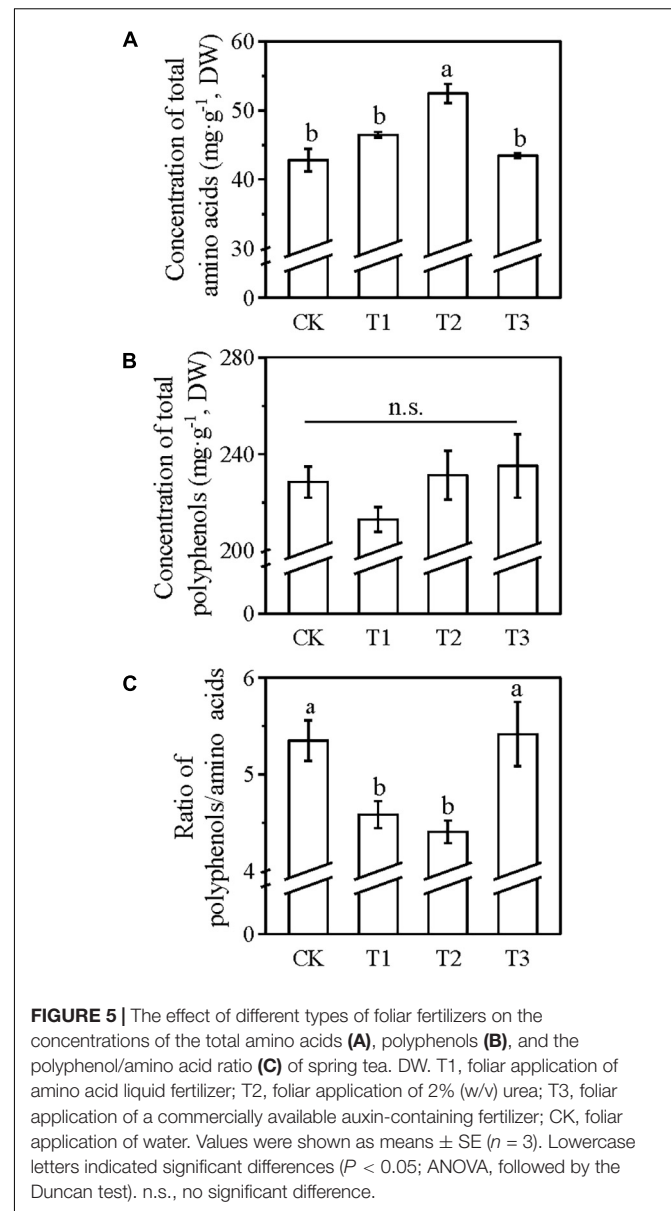 A
Concentration of total
amino acids (mg·g⁻¹, DW)
60
50
40
30
0
b
b
a
b
CK T1 T2 T3
B
Concentration of total
polyphenols (mg·g⁻¹, DW)
280
240
200
0
n.s.
CK T1 T2 T3
C
Ratio of
polyphenols/amino acids
6
5
4
0
a
b
b
a
CK T1 T2 T3
FIGURE 5 | The effect of different types of foliar fertilizers on the
concentrations of the total amino acids (A), polyphenols (B), and the
polyphenol/amino acid ratio (C) of spring tea. DW. T1, foliar application of
amino acid liquid fertilizer; T2, foliar application of 2% (w/v) urea; T3, foliar
application of a commercially available auxin-containing fertilizer; CK, foliar
application of water. Values were shown as means ± SE (n = 3). Lowercase
letters indicated significant differences (P < 0.05; ANOVA, followed by the
Duncan test). n.s., no significant difference.